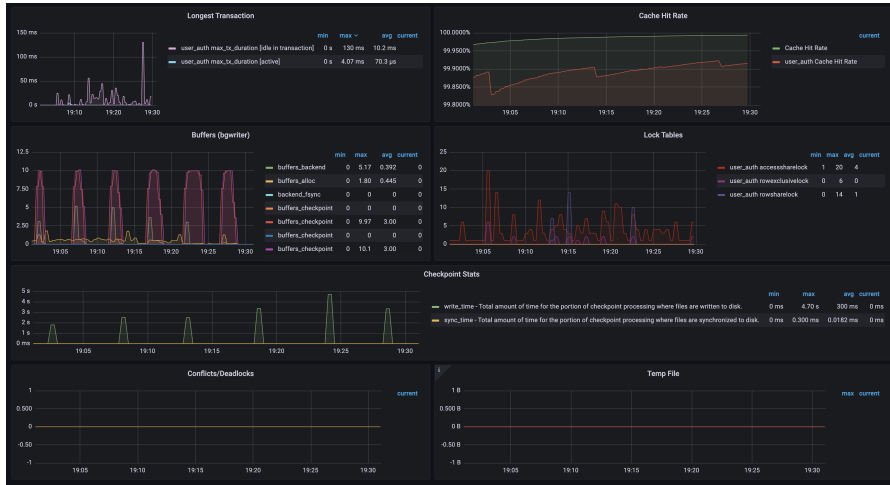 Longest Transaction
150 ms
100 ms
50 ms
0 s
19:10 19:20 19:30
min max avg current
user_auth max_tx_duration [idle in transaction] 0 s 130 ms 10.2 ms
user_auth max_tx_duration [active] 0 s 4.07 ms 70.3 µs
Cache Hit Rate
100.0000%
99.9500%
99.9000%
99.8500%
99.8000%
19:05 19:10 19:15 19:20 19:25 19:30
current
Cache Hit Rate
user_auth Cache Hit Rate
Buffers (bgwriter)
12.5
10
7.50
5
2.50
0
19:05 19:10 19:15 19:20 19:25 19:30
min max avg current
buffers_backend 0 5.17 0.392 0
buffers_alloc 0 1.80 0.445 0
backend_fsync 0 0 0 0
buffers_checkpoint 0 0 0 0
buffers_checkpoint 0 9.97 3.00 0
buffers_checkpoint 0 0 0 0
buffers_checkpoint 0 10.1 3.00 0
Lock Tables
25
20
15
10
5
0
19:05 19:10 19:15 19:20 19:25 19:30
min max current
user_auth accesssharelock 1 20 4
user_auth rowexclusivelock 0 6 0
user_auth rowsharelock 0 14 1
Checkpoint Stats
5 s
4 s
3 s
2 s
1 s
0 ms
19:05 19:10 19:15 19:20 19:25 19:30
min max avg current
write_time - Total amount of time for the portion of checkpoint processing where files are written to disk. 0 ms 4.70 s 300 ms 0 ms
sync_time - Total amount of time for the portion of checkpoint processing where files are synchronized to disk. 0 ms 0.300 ms 0.0182 ms 0 ms
Conflicts/Deadlocks
1
0.500
0
-0.50
-1
19:05 19:10 19:15 19:20 19:25 19:30
current
i
Temp File
1 B
0.500 B
0 B
-0.50 B
-1 B
19:05 19:10 19:15 19:20 19:25 19:30
max current